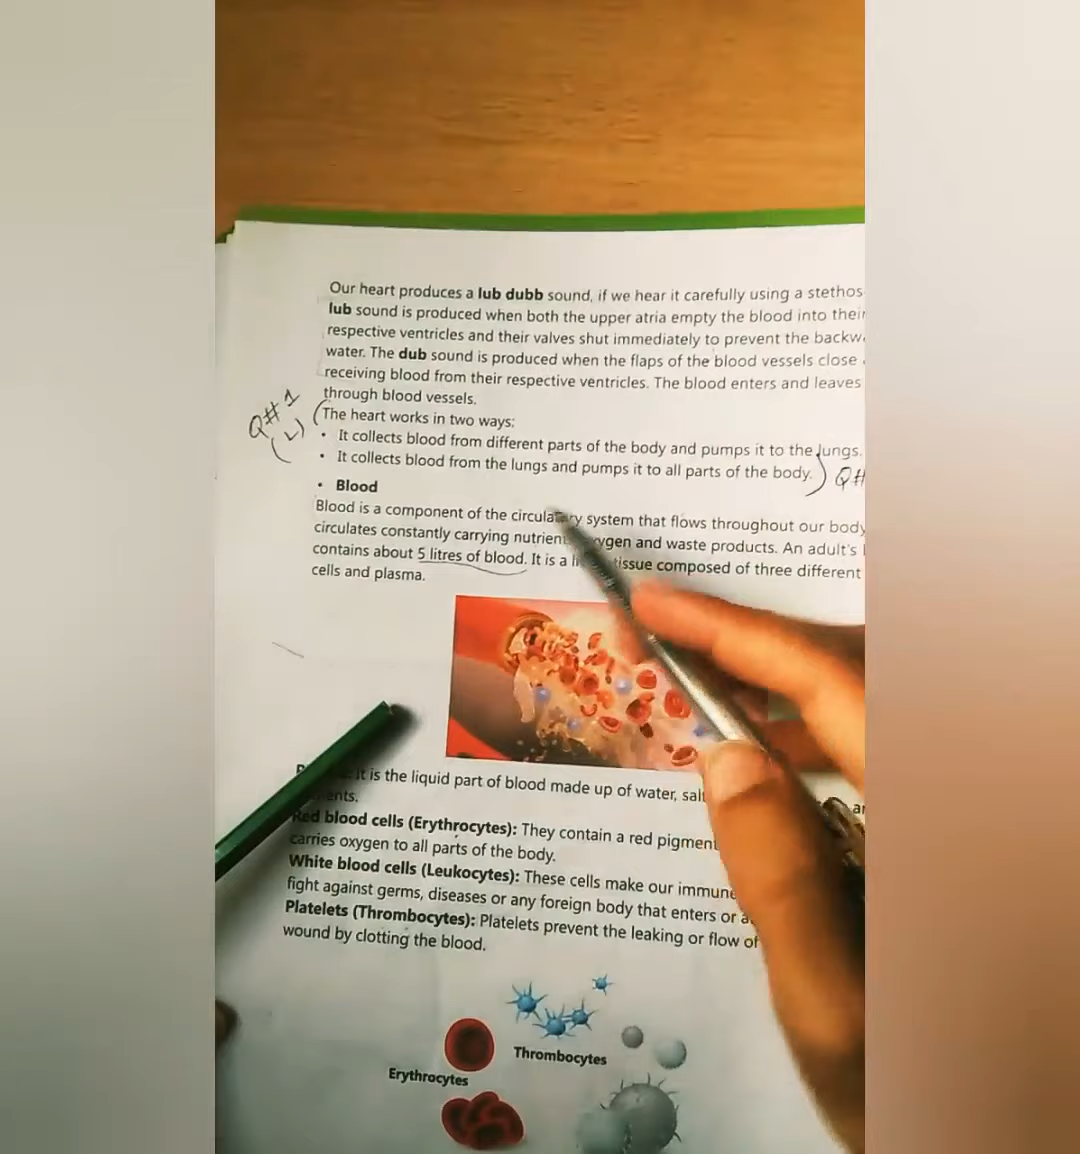 Our heart produces a lub dubb sound, if we hear it carefully using a stethos
lub sound is produced when both the upper atria empty the blood into their
respective ventricles and their valves shut immediately to prevent the backw
water. The dub sound is produced when the flaps of the blood vessels close
receiving blood from their respective ventricles. The blood enters and leaves
through blood vessels.
Q# 1
(L)
(The heart works in two ways:
• It collects blood from different parts of the body and pumps it to the lungs.
• It collects blood from the lungs and pumps it to all parts of the body.) Q#
• Blood
Blood is a component of the circulatory system that flows throughout our body
circulates constantly carrying nutrien ygen and waste products. An adult's
contains about 5 litres of blood. It is a tissue composed of three different
cells and plasma.
It is the liquid part of blood made up of water, salt
ents.
Red blood cells (Erythrocytes): They contain a red pigment
carries oxygen to all parts of the body.
White blood cells (Leukocytes): These cells make our immune
fight against germs, diseases or any foreign body that enters or a
Platelets (Thrombocytes): Platelets prevent the leaking or flow of
wound by clotting the blood.
Thrombocytes
Erythrocytes